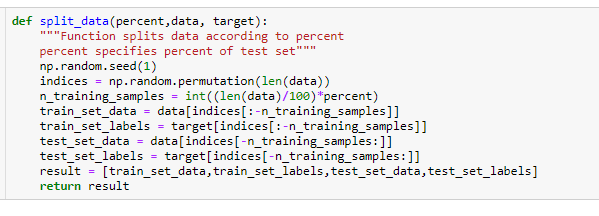 def split_data(percent,data, target):
    """Function splits data according to percent
    percent specifies percent of test set"""
    np.random.seed(1)
    indices = np.random.permutation(len(data))
    n_training_samples = int((len(data)/100)*percent)
    train_set_data = data[indices[:-n_training_samples]]
    train_set_labels = target[indices[:-n_training_samples]]
    test_set_data = data[indices[-n_training_samples:]]
    test_set_labels = target[indices[-n_training_samples:]]
    result = [train_set_data,train_set_labels,test_set_data,test_set_labels]
    return result